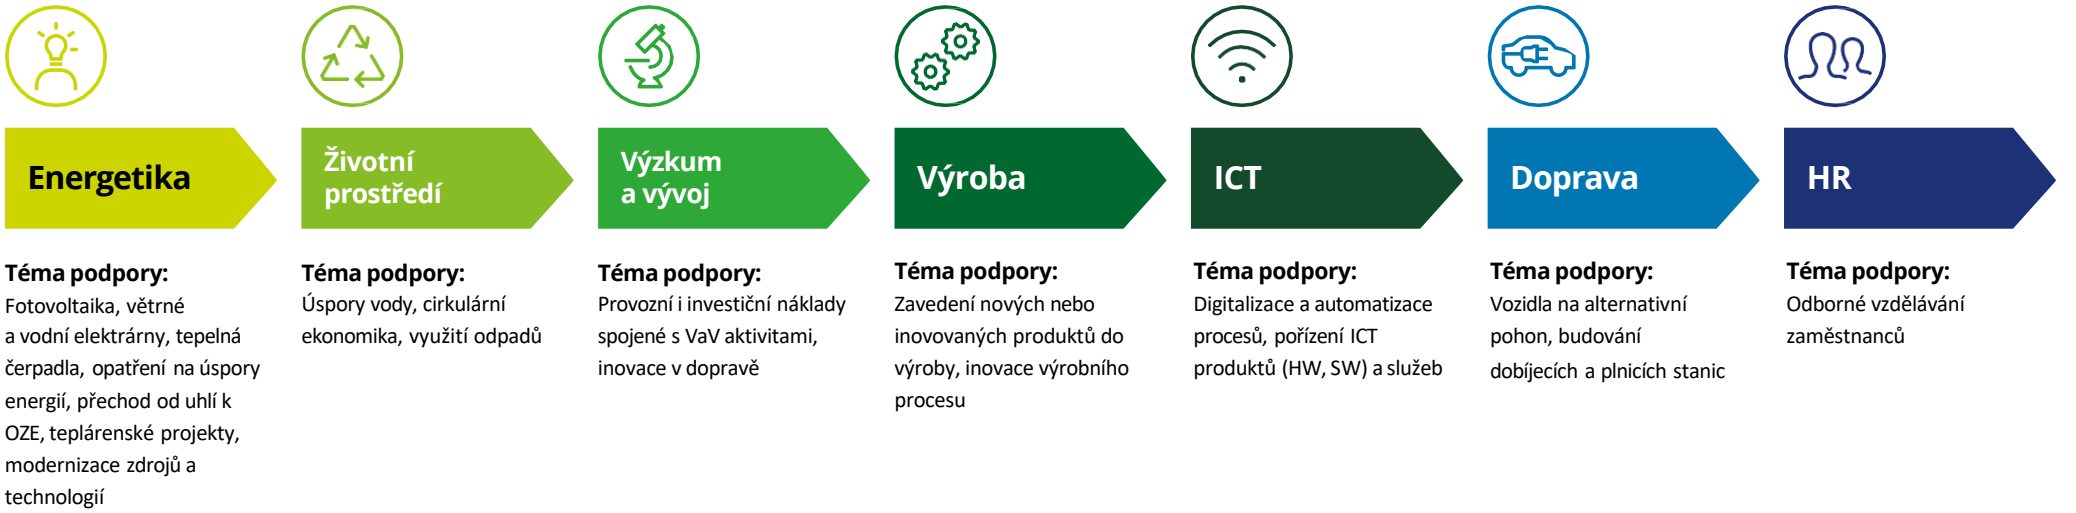 Energetika
Téma podpory:
Fotovoltaika, větrné
a vodní elektrárny, tepelná
čerpadla, opatření na úspory
energií, přechod od uhlí k
OZE, teplárenské projekty,
modernizace zdrojů a
technologií
Životní
prostředí
Téma podpory:
Úspory vody, cirkulární
ekonomika, využití odpadů
Výzkum
a vývoj
Téma podpory:
Provozní i investiční náklady
spojené s VaV aktivitami,
inovace v dopravě
Výroba
Téma podpory:
Zavedení nových nebo
inovovaných produktů do
výroby, inovace výrobního
procesu
ICT
Téma podpory:
Digitalizace a automatizace
procesů, pořízení ICT
produktů (HW, SW) a služeb
Doprava
Téma podpory:
Vozidla na alternativní
pohon, budování
dobíjecích a plnicích stanic
HR
Téma podpory:
Odborné vzdělávání
zaměstnanců